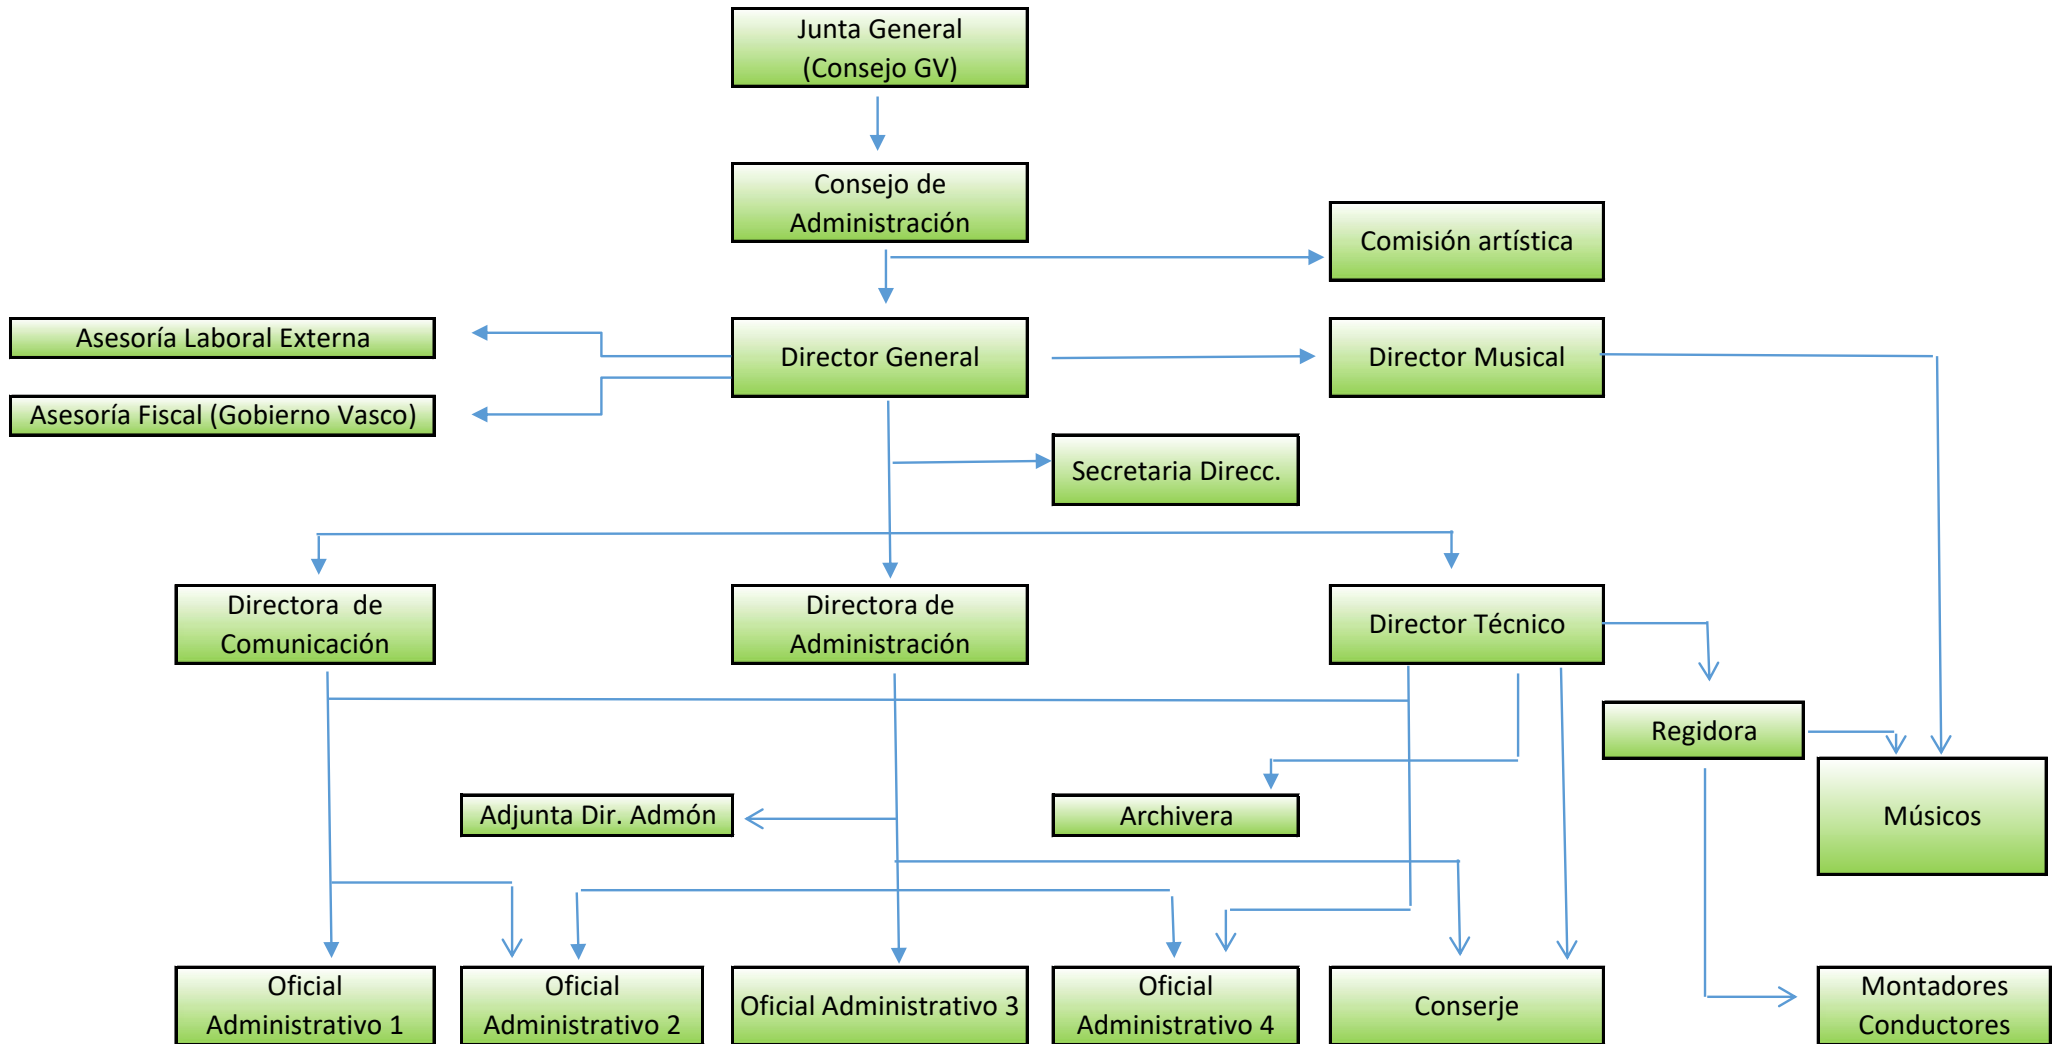 Junta General
(Consejo GV)
Consejo de
Administración
Comisión artística
Asesoría Laboral Externa
Director General
Director Musical
Asesoría Fiscal (Gobierno Vasco)
Secretaria Direcc.
Directora  de
Comunicación
Directora de
Administración
Director Técnico
Regidora
Adjunta Dir. Admón
Archivera
Músicos
Oficial
Administrativo 1
Oficial
Administrativo 2
Oficial Administrativo 3
Oficial
Administrativo 4
Conserje
Montadores
Conductores